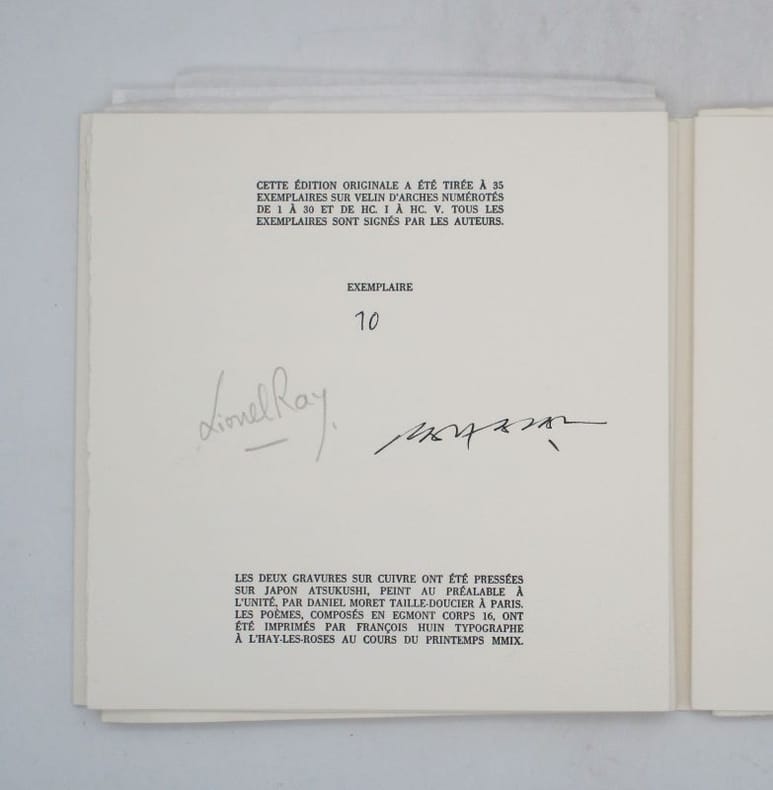 CETTE ÉDITION ORIGINALE A ÉTÉ TIRÉE À 35
EXEMPLAIRES SUR VELIN D'ARCHES NUMÉROTÉS
DE 1 À 30 ET DE HC. I À HC. V. TOUS LES
EXEMPLAIRES SONT SIGNÉS PAR LES AUTEURS.
EXEMPLAIRE
10
Lionel Ray.
LES DEUX GRAVURES SUR CUIVRE ONT ÉTÉ PRESSÉES
SUR JAPON ATSUKUSHI, PEINT AU PRÉALABLE À
L'UNITÉ, PAR DANIEL MORET TAILLE-DOUCIER À PARIS.
LES POÈMES, COMPOSÉS EN EGMONT CORPS 16, ONT
ÉTÉ IMPRIMÉS PAR FRANÇOIS HUIN TYPOGRAPHE
À L'HAY-LES-ROSES AU COURS DU PRINTEMPS MMIX.